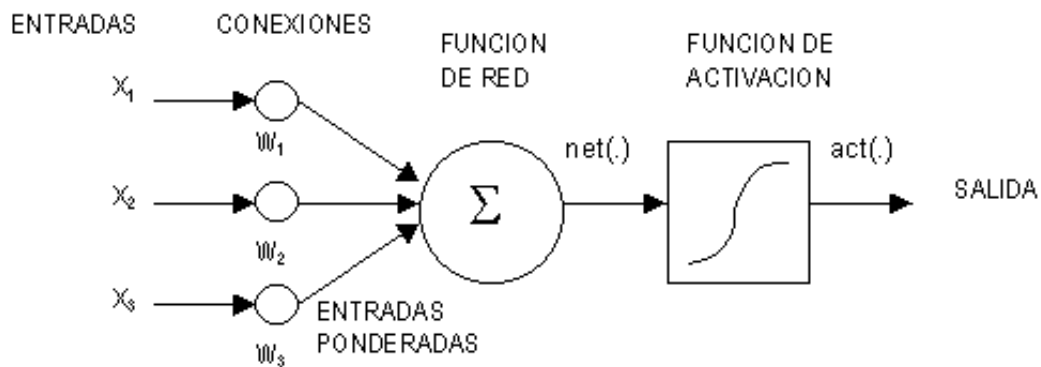 ENTRADAS
CONEXIONES
FUNCION
DE RED
FUNCION DE
ACTIVACION
X₁
W₁
X₂
W₂
X₃
W₃
ENTRADAS
PONDERADAS
Σ
net(.)
act(.)
SALIDA